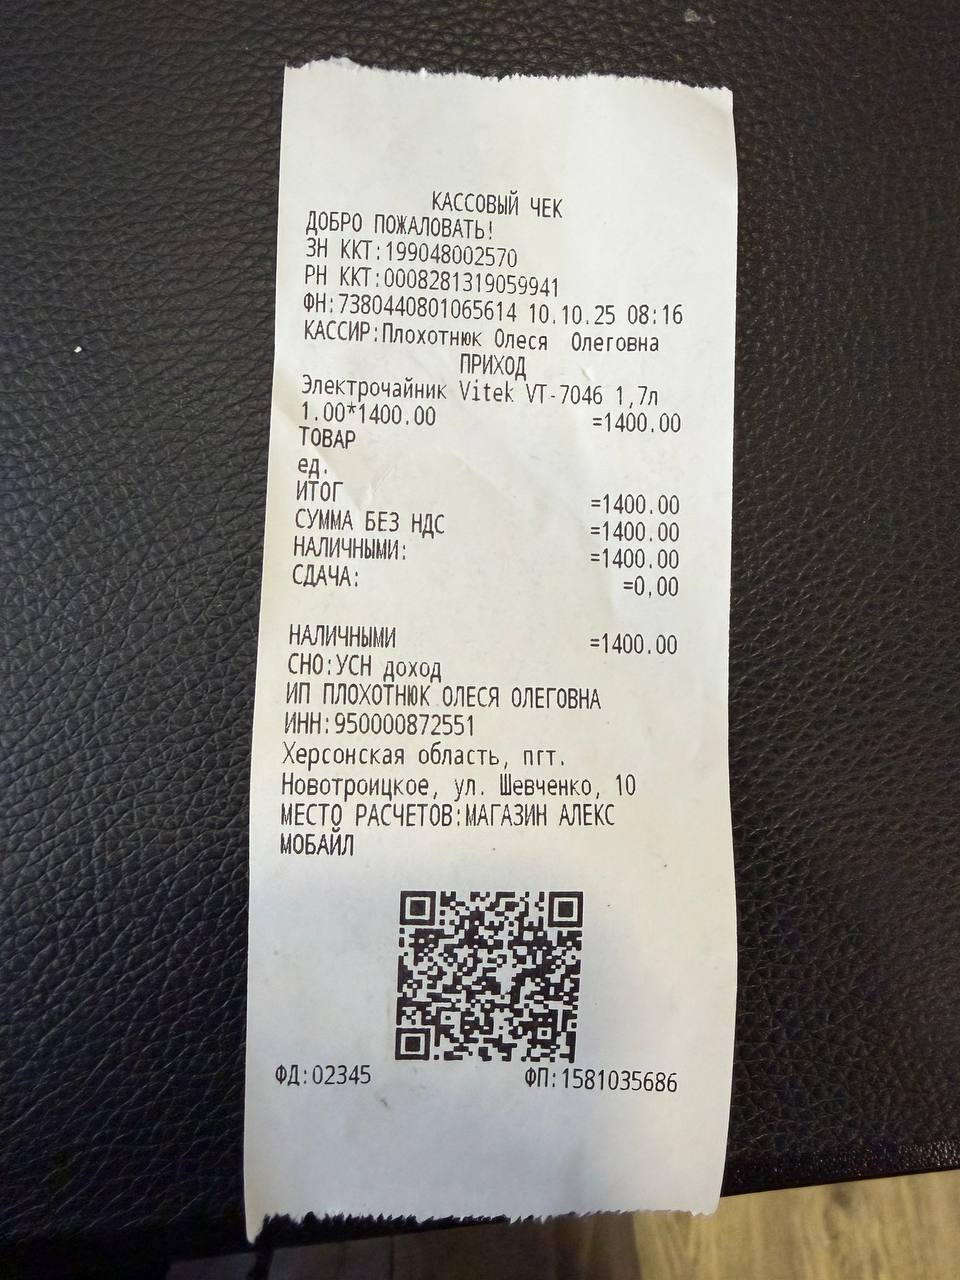 КАССОВЫЙ ЧЕК
ДОБРО ПОЖАЛОВАТЬ!
ЗН ККТ:199048002570
РН ККТ:0008281319059941
ФН:7380440801065614 10.10.25 08:16
КАССИР:Плохотнюк Олеся Олеговна
ПРИХОД
Электрочайник Vitek VT-7046 1,7л
1.00*1400.00 =1400.00
ТОВАР
ед.
ИТОГ =1400.00
СУММА БЕЗ НДС =1400.00
НАЛИЧНЫМИ: =1400.00
СДАЧА: =0,00
НАЛИЧНЫМИ =1400.00
СНО:УСН доход
ИП ПЛОХОТНЮК ОЛЕСЯ ОЛЕГОВНА
ИНН:950000872551
Херсонская область, пгт.
Новотроицкое, ул. Шевченко, 10
МЕСТО РАСЧЕТОВ:МАГАЗИН АЛЕКС
МОБАЙЛ
ФД:02345 ФП:1581035686